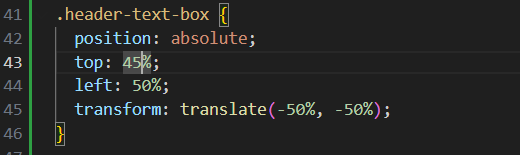 41 .header-text-box {
42 position: absolute;
43 top: 45%;
44 left: 50%;
45 transform: translate(-50%, -50%);
46 }